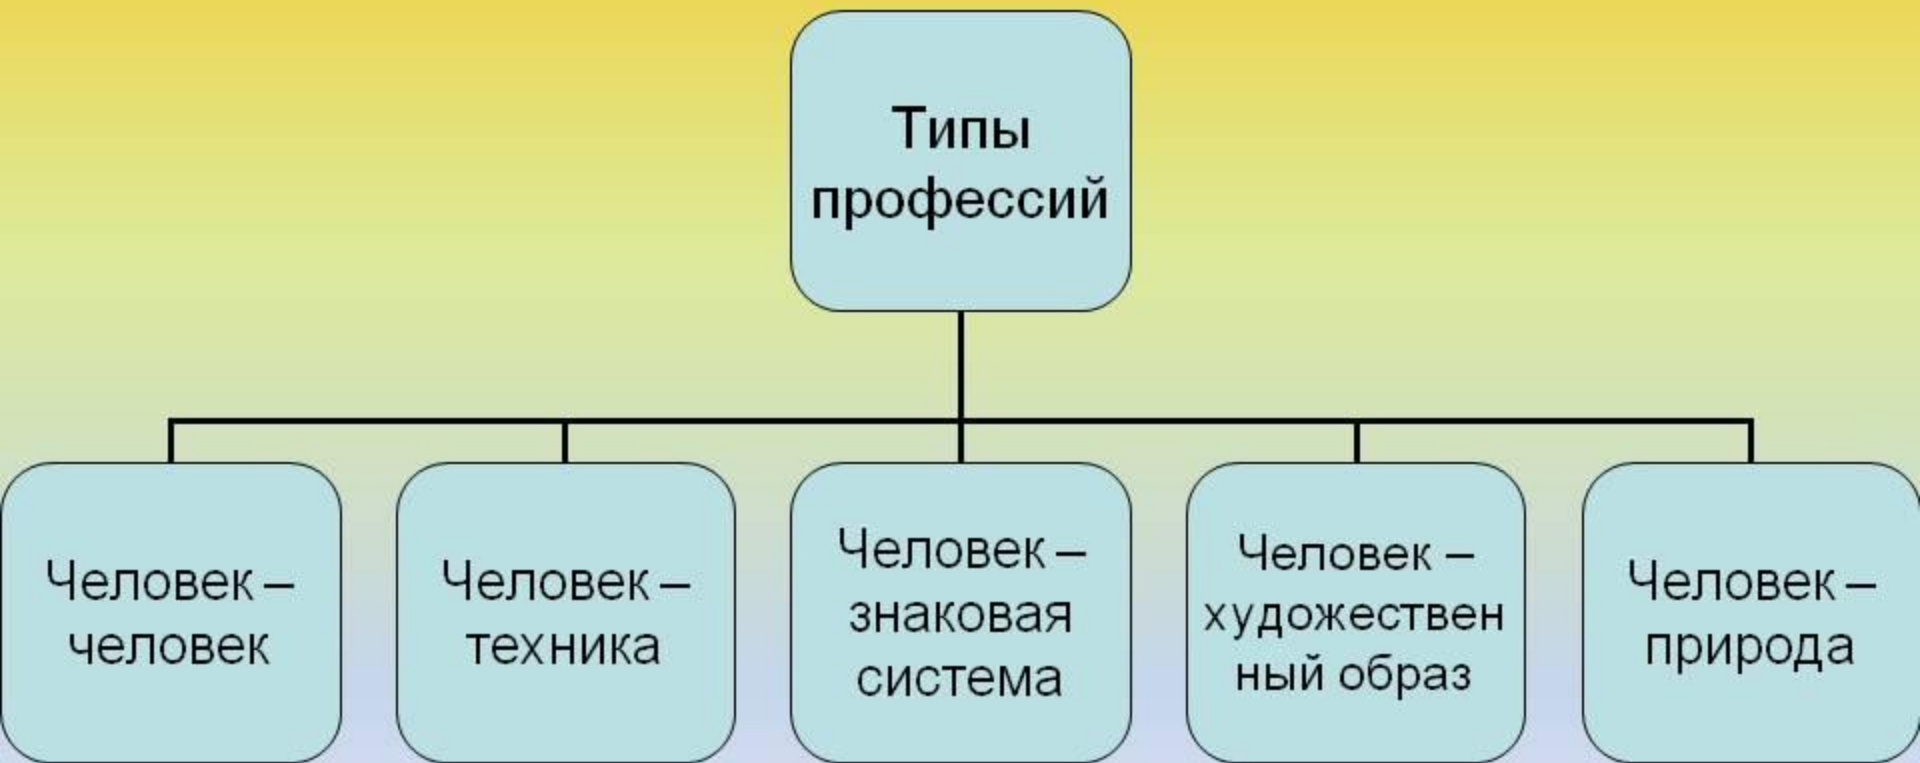 Типы
профессий
Человек –
человек
Человек –
техника
Человек –
знаковая
система
Человек –
художествен
ный образ
Человек –
природа